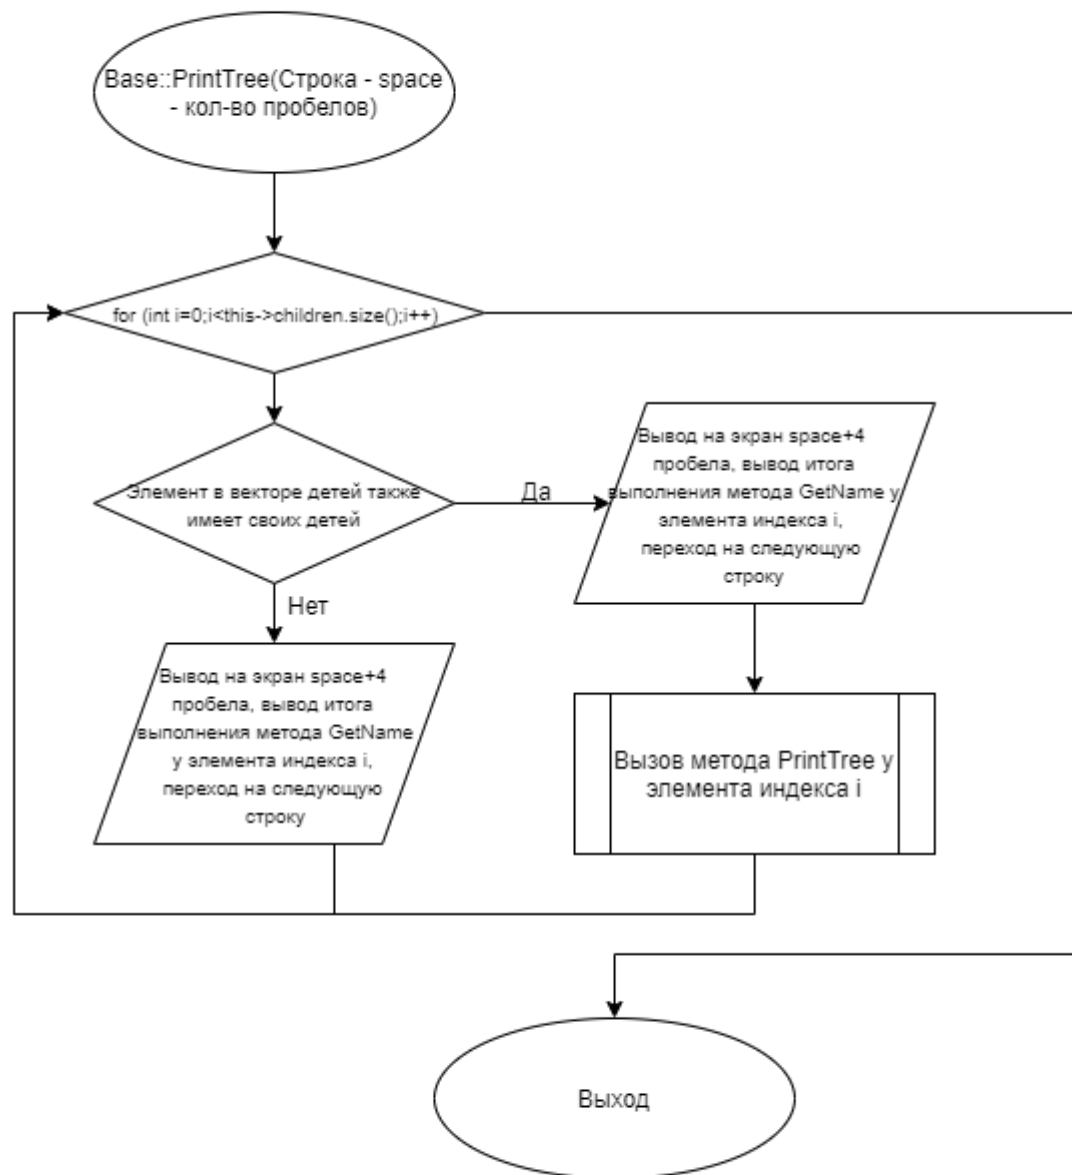 Base::PrintTree(Строка - space
- кол-во пробелов)
for (int i=0;i<this->children.size();i++)
Элемент в векторе детей также
имеет своих детей
Да
Вывод на экран space+4
пробела, вывод итога
выполнения метода GetName у
элемента индекса i,
переход на следующую
строку
Нет
Вывод на экран space+4
пробела, вывод итога
выполнения метода GetName
у элемента индекса i,
переход на следующую
строку
Вызов метода PrintTree у
элемента индекса i
Выход